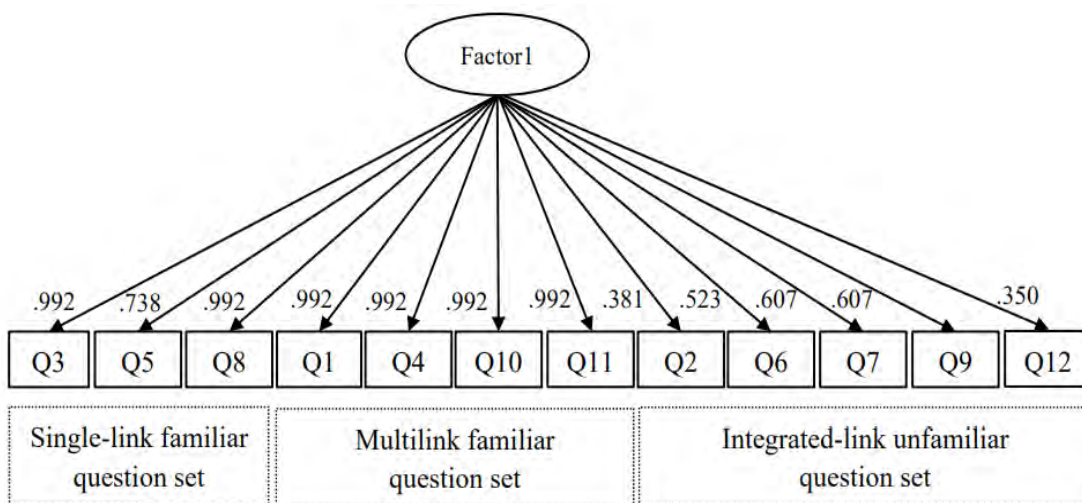 Factor1
.992 .738 .992 .992 .992 .992 .992 .381 .523 .607 .607 .350
Q3 Q5 Q8 Q1 Q4 Q10 Q11 Q2 Q6 Q7 Q9 Q12
Single-link familiar
question set
Multilink familiar
question set
Integrated-link unfamiliar
question set